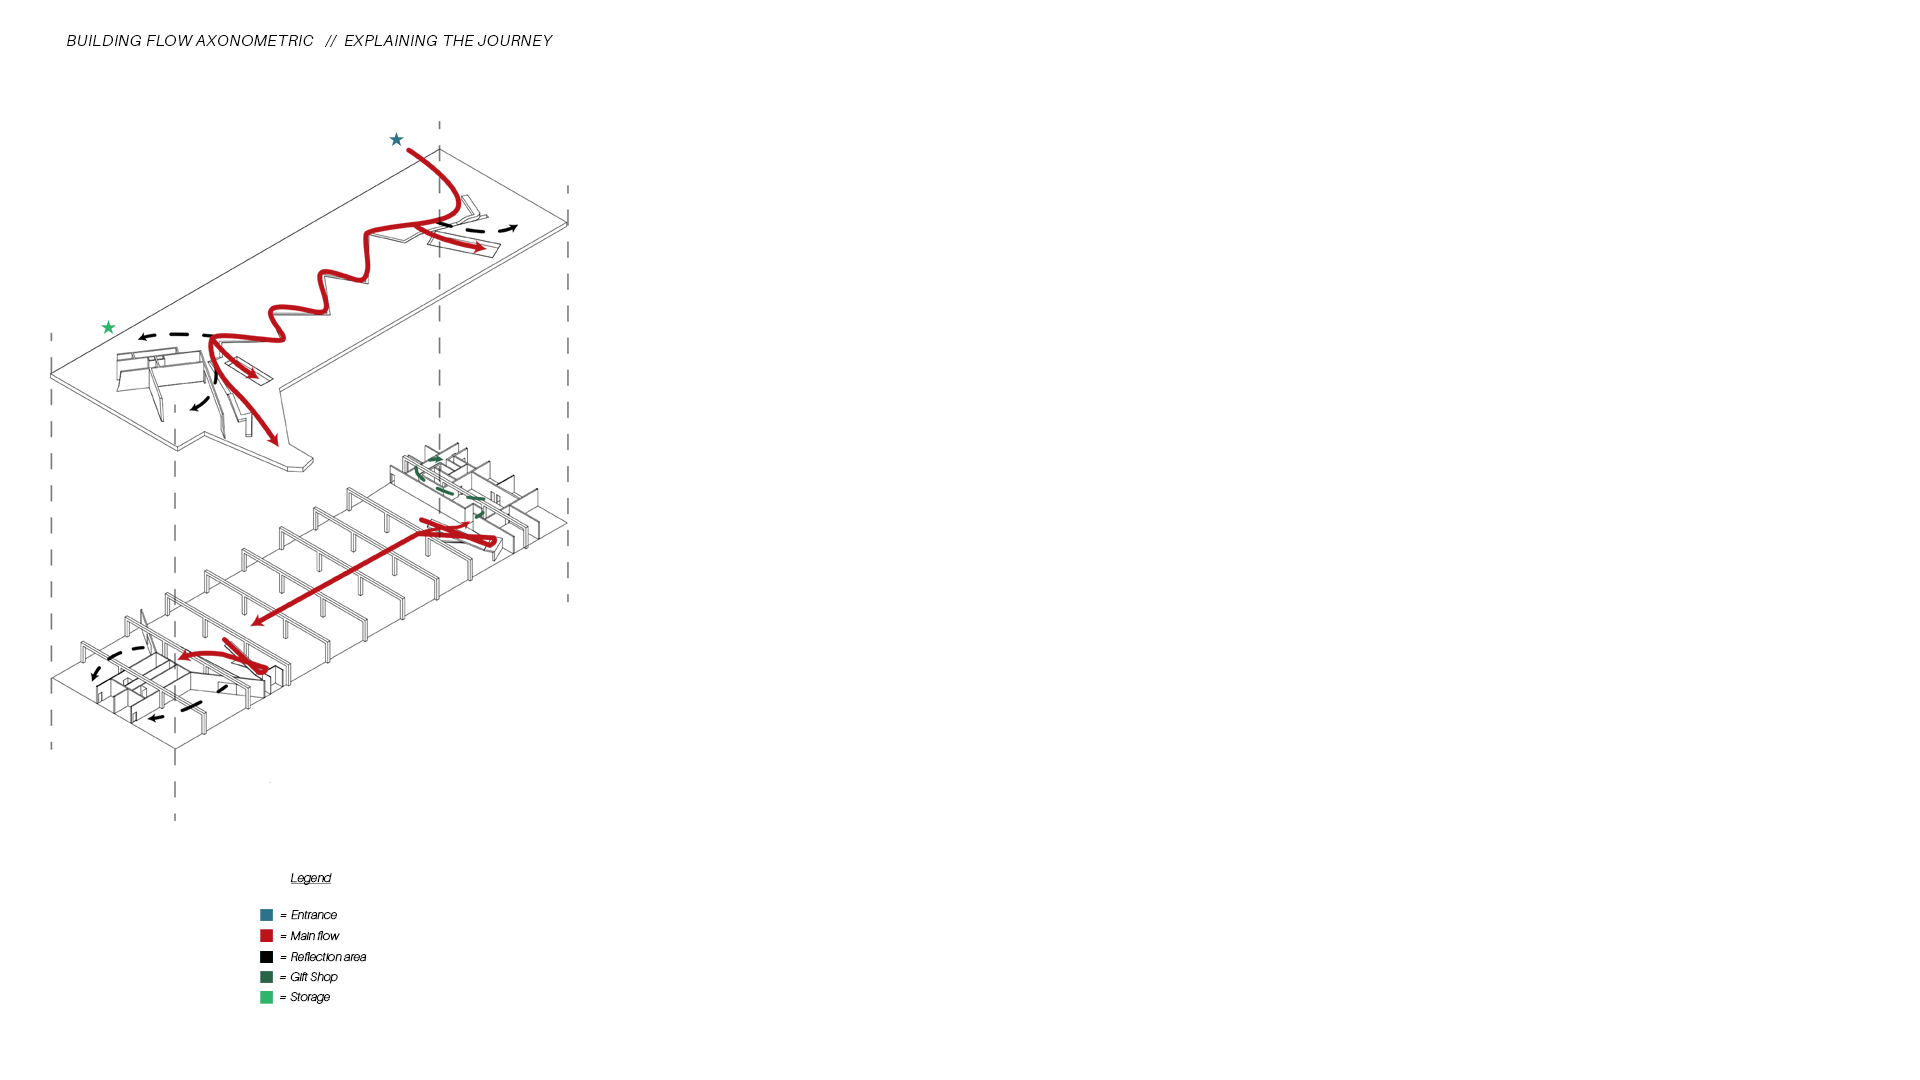 BUILDING FLOW AXONOMETRIC // EXPLAINING THE JOURNEY
Legend
= Entrance
= Main flow
= Reflection area
= Gift Shop
= Storage